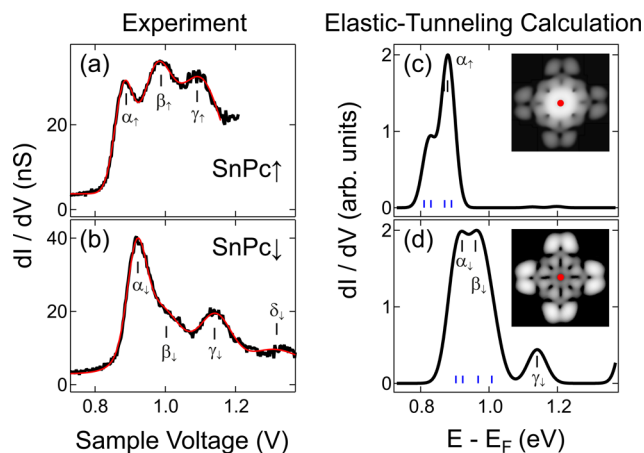 Experiment
Elastic-Tunneling Calculation
(a)
α↑
β↑
γ↑
SnPc↑
20
0
(b)
SnPc↓
α↓
β↓
γ↓
δ↓
40
20
0
0.8
1.0
1.2
Sample Voltage (V)
dI / dV (nS)
(c)
α↑
2
1
0
(d)
α↓
β↓
γ↓
2
1
0
0.8
1.0
1.2
E - EF (eV)
dI / dV (arb. units)